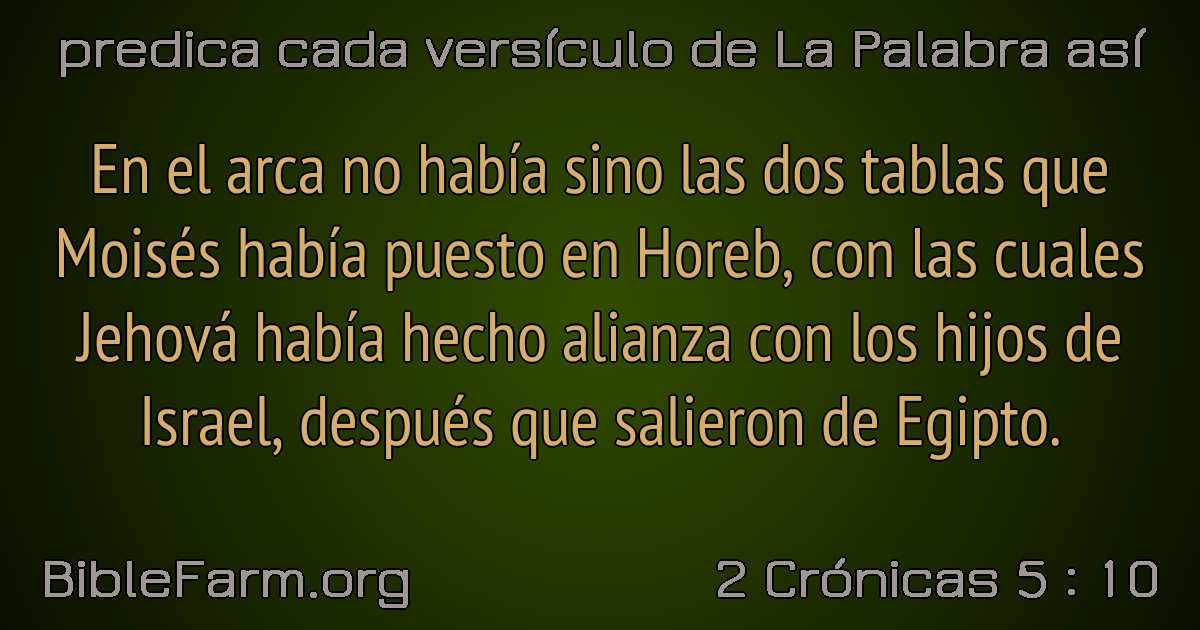 predica cada versículo de La Palabra así
En el arca no había sino las dos tablas que
Moisés había puesto en Horeb, con las cuales
Jehová había hecho alianza con los hijos de
Israel, después que salieron de Egipto.
BibleFarm.org
2 Crónicas 5 : 10